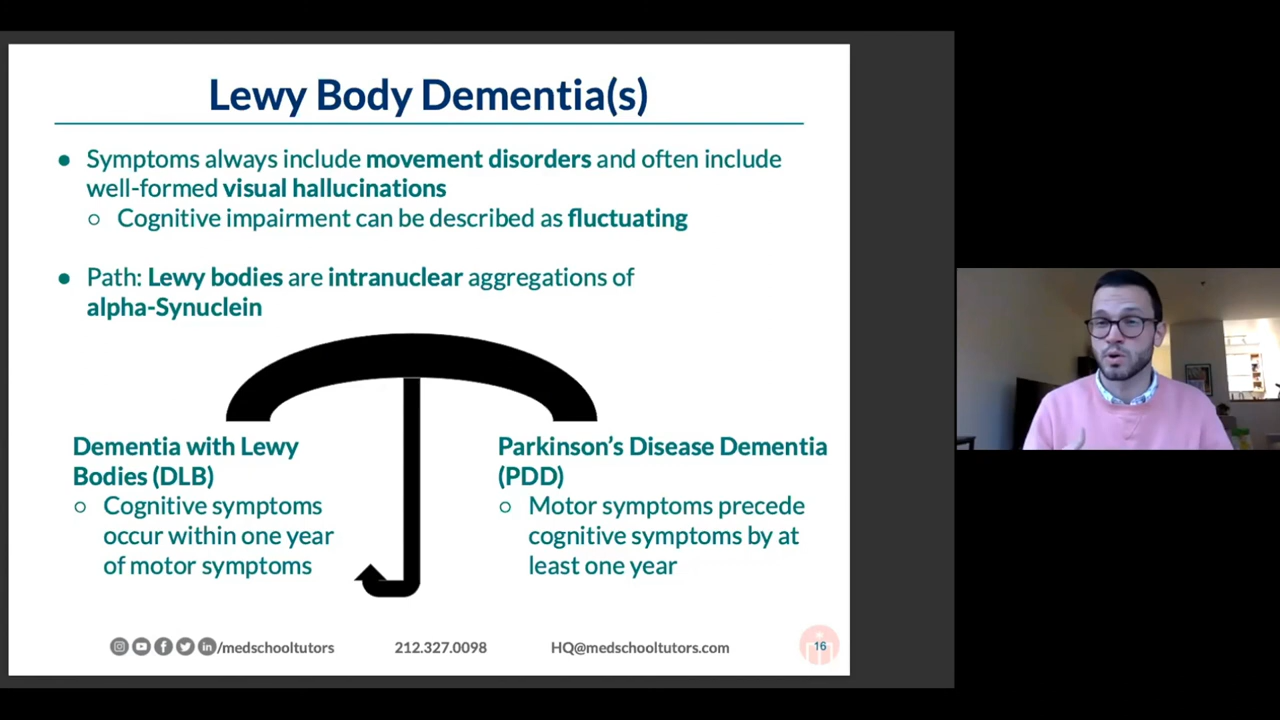 Lewy Body Dementia(s)
● Symptoms always include movement disorders and often include
well-formed visual hallucinations
○ Cognitive impairment can be described as fluctuating
● Path: Lewy bodies are intranuclear aggregations of
alpha-Synuclein
Dementia with Lewy
Bodies (DLB)
○ Cognitive symptoms
occur within one year
of motor symptoms
Parkinson’s Disease Dementia
(PDD)
○ Motor symptoms precede
cognitive symptoms by at
least one year
/medschooltutors
212.327.0098
HQ@medschooltutors.com
16